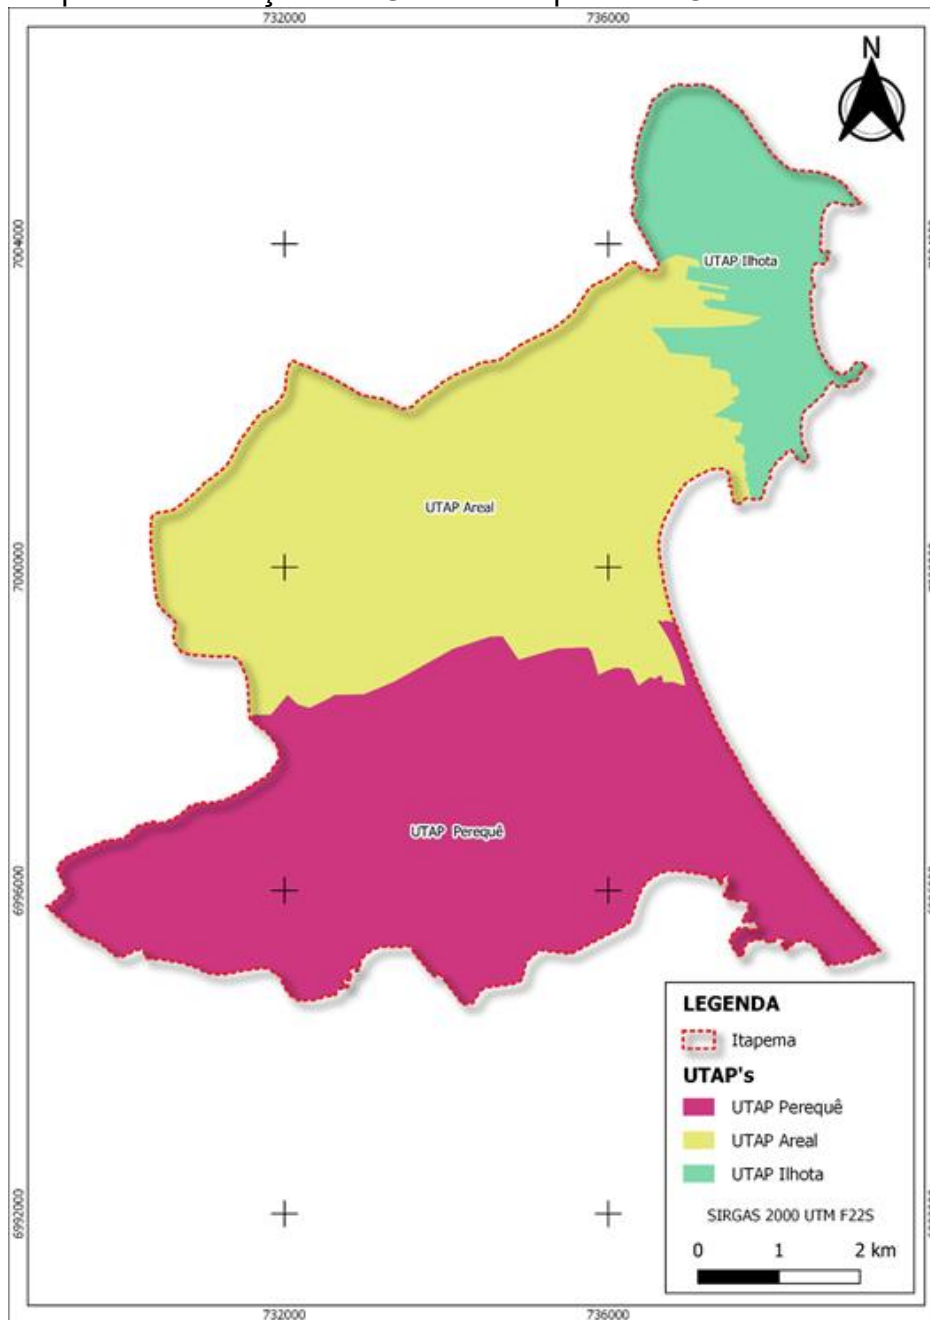 732000
736000
N
7004000
UTAP Ilhota
UTAP Areal
7000000
UTAP Perequê
6996000
LEGENDA
Itapema
UTAP's
UTAP Perequê
UTAP Areal
UTAP Ilhota
6992000
SIRGAS 2000 UTM F22S
0 1 2 km
732000
736000